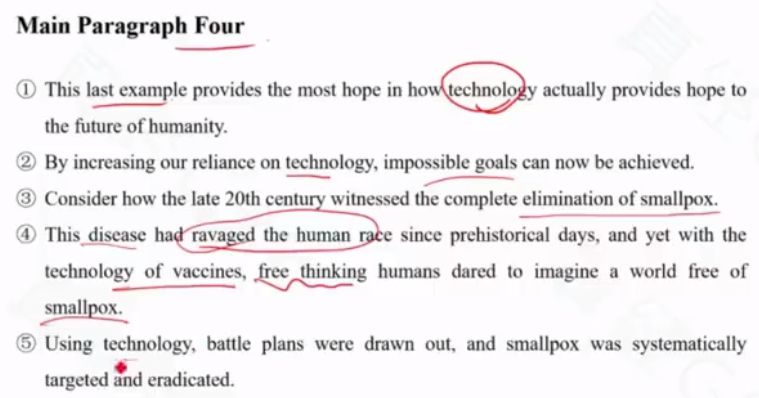 Main Paragraph Four
① This last example provides the most hope in how technology actually provides hope to
the future of humanity.
② By increasing our reliance on technology, impossible goals can now be achieved.
③ Consider how the late 20th century witnessed the complete elimination of smallpox.
④ This disease had ravaged the human race since prehistorical days, and yet with the
technology of vaccines, free thinking humans dared to imagine a world free of
smallpox.
⑤ Using technology, battle plans were drawn out, and smallpox was systematically
targeted and eradicated.